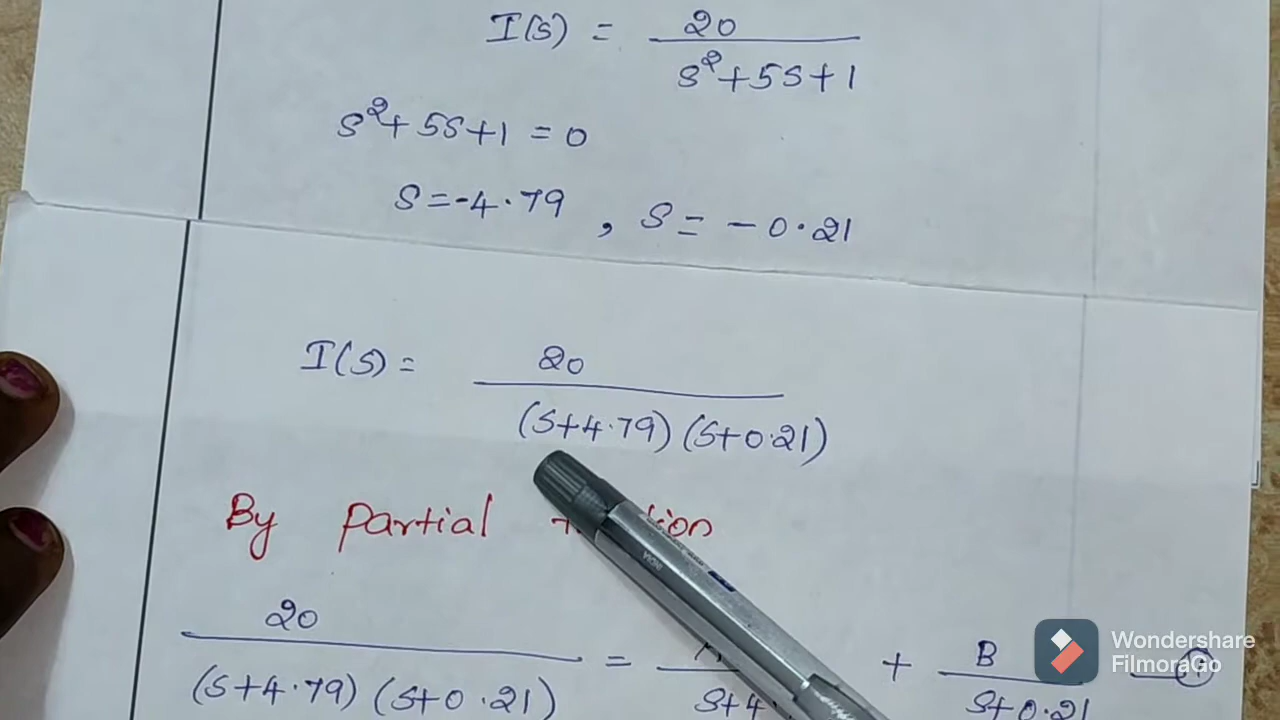 I(s) = 20
s²+5s+1
s²+5s+1 = 0
s=-4.79 , s= -0.21
I(s) = 20
(s+4.79) (s+0.21)
By Partial
20 = + B
(s+4.79) (s+0.21) s+4. s+0.21
Wondershare
FilmoraGo